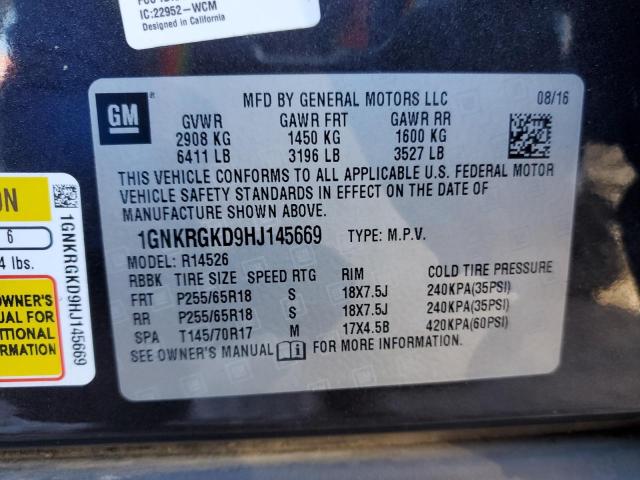 IC:22952-WCM
Designed in California
GM
MFD BY GENERAL MOTORS LLC 08/16
GVWR GAWR FRT GAWR RR
2908 KG 1450 KG 1600 KG
6411 LB 3196 LB 3527 LB
THIS VEHICLE CONFORMS TO ALL APPLICABLE U.S. FEDERAL MOTOR
VEHICLE SAFETY STANDARDS IN EFFECT ON THE DATE OF
MANUFACTURE SHOWN ABOVE.
1GNKRGKD9HJ145669 TYPE: M.P.V.
MODEL: R14526
RBBK TIRE SIZE SPEED RTG RIM COLD TIRE PRESSURE
FRT P255/65R18 S 18X7.5J 240KPA(35PSI)
RR P255/65R18 S 18X7.5J 240KPA(35PSI)
SPA T145/70R17 M 17X4.5B 420KPA(60PSI)
SEE OWNER'S MANUAL FOR MORE INFORMATION.
ON
6
4 lbs.
OWNER'S
UAL FOR
ITIONAL
RMATION
1GNKRGKD9HJ145669